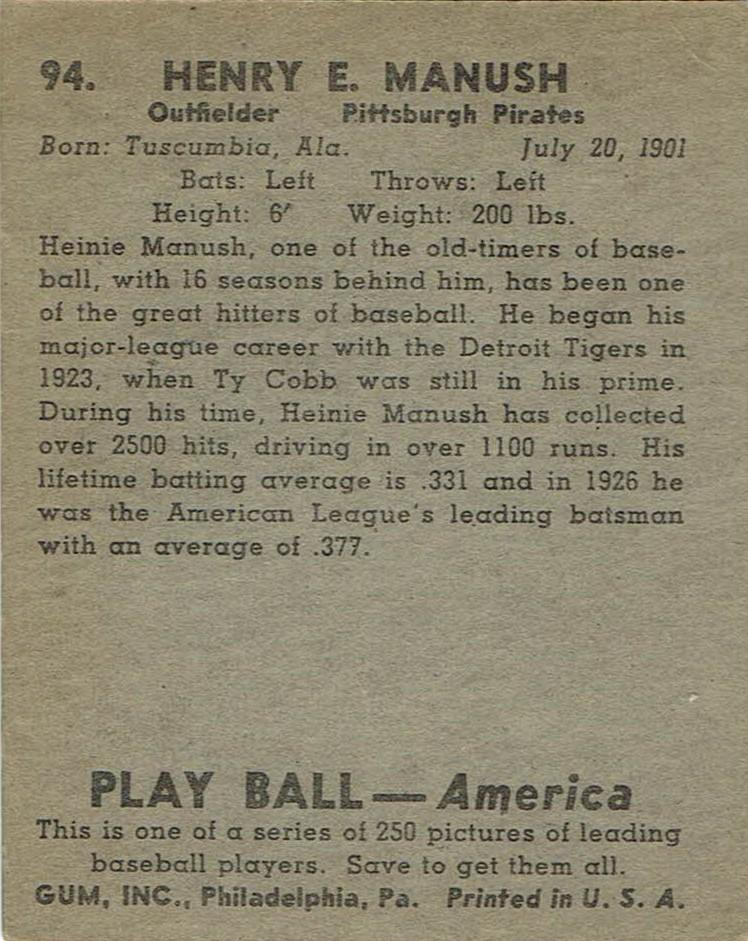 94. HENRY E. MANUSH
Outfielder Pittsburgh Pirates
Born: Tuscumbia, Ala. July 20, 1901
Bats: Left Throws: Left
Height: 6' Weight: 200 lbs.
Heinie Manush, one of the old-timers of base-
ball, with 16 seasons behind him, has been one
of the great hitters of baseball. He began his
major-league career with the Detroit Tigers in
1923, when Ty Cobb was still in his prime.
During his time, Heinie Manush has collected
over 2500 hits, driving in over 1100 runs. His
lifetime batting average is .331 and in 1926 he
was the American League's leading batsman
with an average of .377.
PLAY BALL — America
This is one of a series of 250 pictures of leading
baseball players. Save to get them all.
GUM, INC., Philadelphia, Pa. Printed in U. S. A.